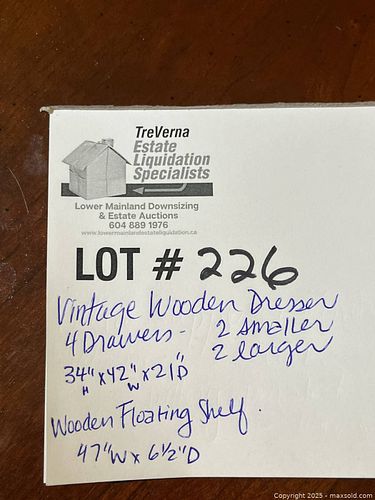 TreVerna
Estate
Liquidation
Specialists
Lower Mainland Downsizing
& Estate Auctions
604 889 1976
www.lowermainlandestateliquidation.ca
LOT # 226
Vintage Wooden Dresser
4 Drawers - 2 smaller
2 larger
34" x 42" x 21"D
H W
Wooden Floating Shelf.
47"W x 6½"D
Copyright 2025 - maxsold.com